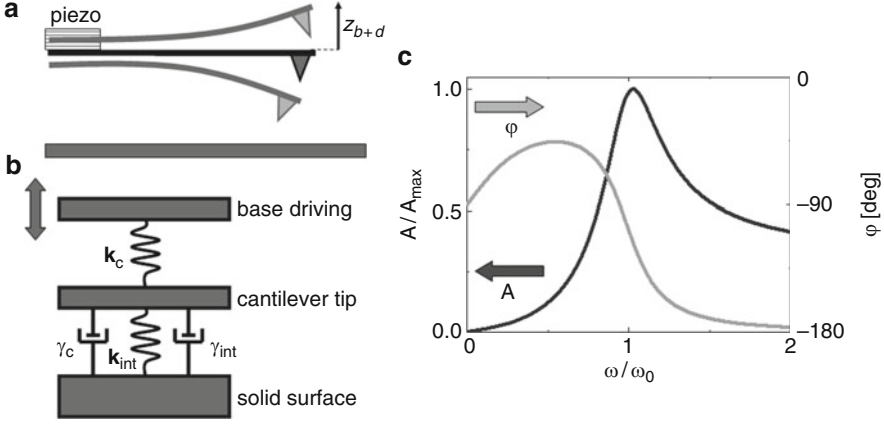 a
piezo
z_{b+d}
b
base driving
k_c
cantilever tip
γ_c
k_int
γ_int
solid surface
c
1.0
0.5
0.0
A / A_max
φ
A
0
–90
–180
φ [deg]
0
1
2
ω/ω_0